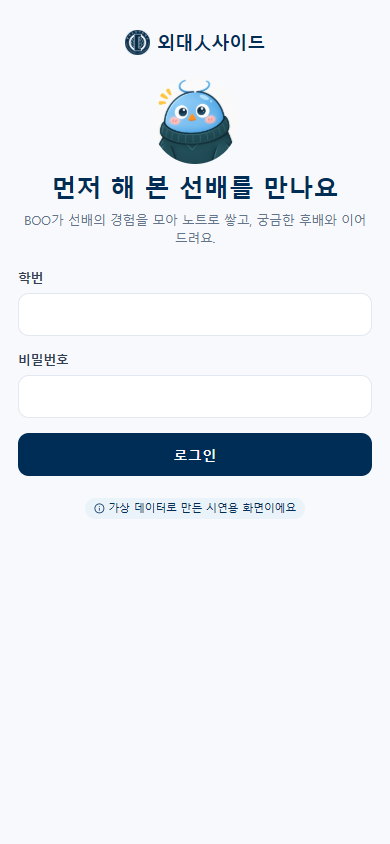 외대人사이드
먼저 해 본 선배를 만나요
BOO가 선배의 경험을 모아 노트로 쌓고, 궁금한 후배와 이어
드려요.
학번
비밀번호
로그인
가상 데이터로 만든 시연용 화면이에요